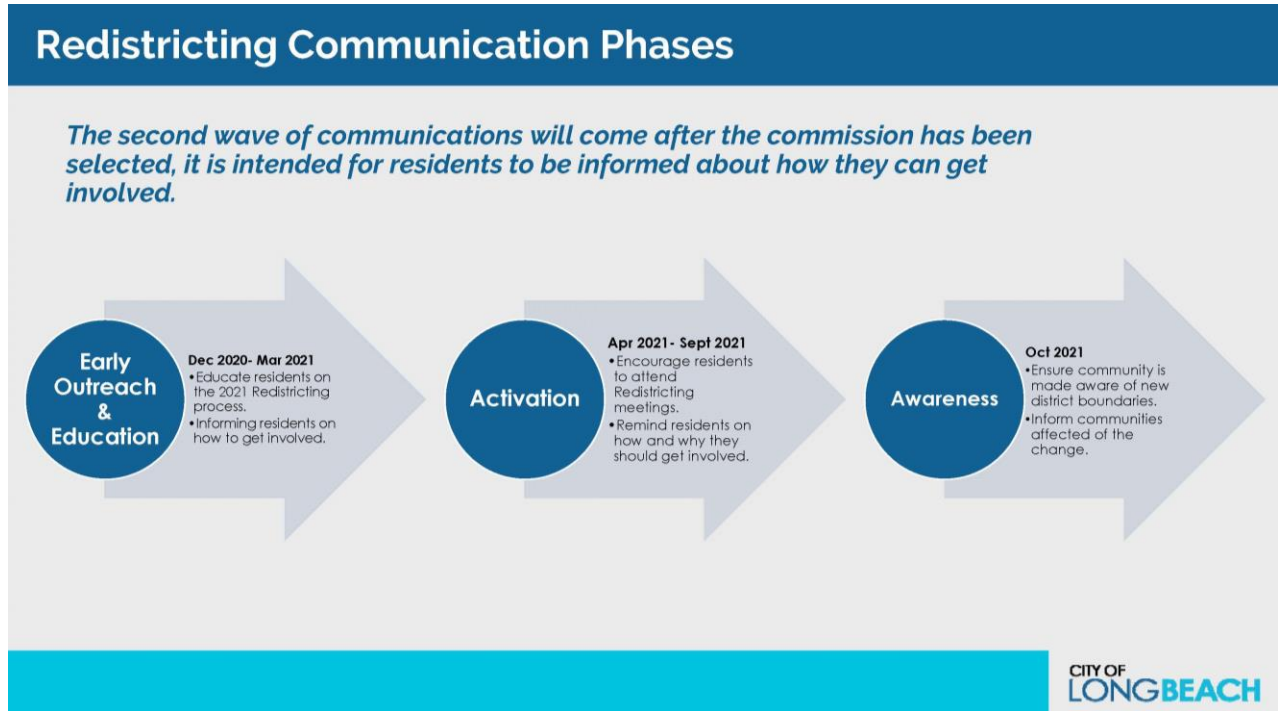 Redistricting Communication Phases
The second wave of communications will come after the commission has been
selected, it is intended for residents to be informed about how they can get
involved.
Early
Outreach
&
Education
Dec 2020- Mar 2021
•Educate residents on
the 2021 Redistricting
process.
•Informing residents on
how to get involved.
Activation
Apr 2021- Sept 2021
•Encourage residents
to attend
Redistricting
meetings.
•Remind residents on
how and why they
should get involved.
Awareness
Oct 2021
•Ensure community is
made aware of new
district boundaries.
•Inform communities
affected of the
change.
CITY OF
LONGBEACH